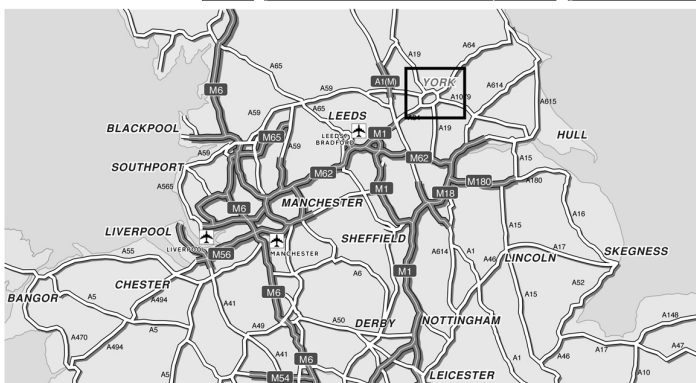 A19
A64
A65
M6
A1(M)
YORK
A59
A1079
A614
A615
A59
A65
LEEDS
A64
A19
BLACKPOOL
M65
A59
LEEDS/
BRADFORD
M1
HULL
A59
M62
A15
SOUTHPORT
M62
M1
M18
M180
A180
A565
M6
MANCHESTER
A16
LIVERPOOL
SHEFFIELD
A15
A55
LIVERPOOL
M56
MANCHESTER
A614
A1
A46
LINCOLN
A17
SKEGNESS
CHESTER
A6
M1
A52
BANGOR
A5
A494
A41
M6
A15
A5
A49
A50
DERBY
NOTTINGHAM
A148
A470
A494
A41
M6
A1
A46
A17
A47
A5
M54
LEICESTER
A10